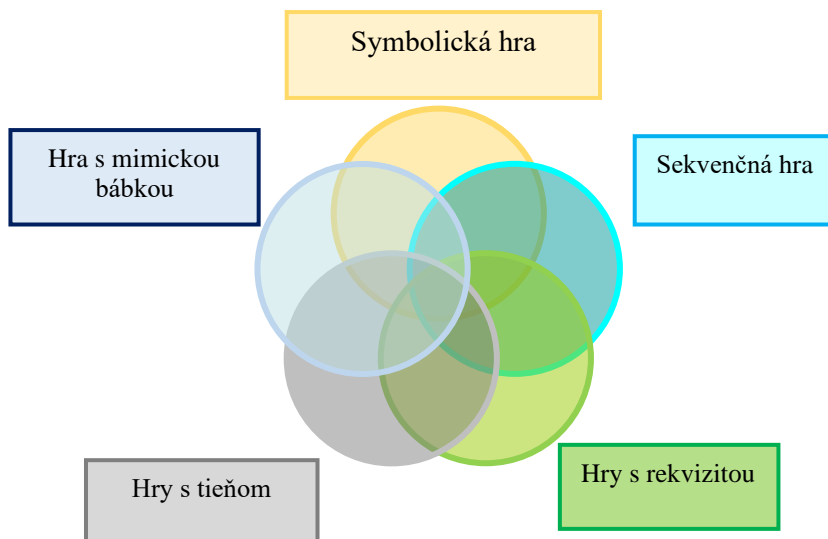 Symbolická hra
Hra s mimickou
bábkou
Sekvenčná hra
Hry s tieňom
Hry s rekvizitou